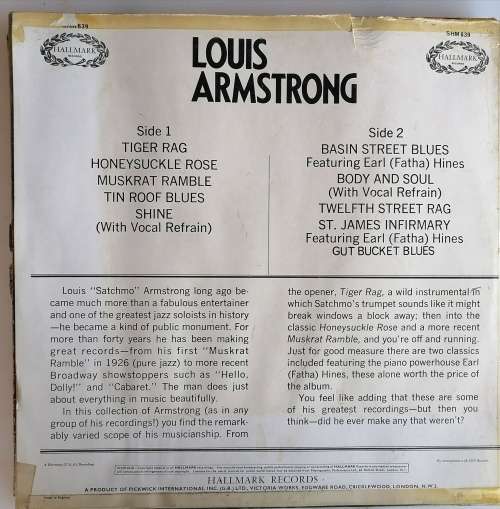 SHM 639
HALLMARK
RECORDS
HALLMARK
RECORDS
LOUIS
ARMSTRONG
Side 1
TIGER RAG
HONEYSUCKLE ROSE
MUSKRAT RAMBLE
TIN ROOF BLUES
SHINE
(With Vocal Refrain)
Side 2
BASIN STREET BLUES
Featuring Earl (Fatha) Hines
BODY AND SOUL
(With Vocal Refrain)
TWELFTH STREET RAG
ST. JAMES INFIRMARY
Featuring Earl (Fatha) Hines
GUT BUCKET BLUES
Louis "Satchmo" Armstrong long ago be-
came much more than a fabulous entertainer
and one of the greatest jazz soloists in history
—he became a kind of public monument. For
more than forty years he has been making
great records—from his first "Muskrat
Ramble" in 1926 (pure jazz) to more recent
Broadway showstoppers such as "Hello,
Dolly!" and "Cabaret." The man does just
about everything in music beautifully.
In this collection of Armstrong (as in any
group of his recordings!) you find the remark-
ably varied scope of his musicianship. From
the opener, Tiger Rag, a wild instrumental in
which Satchmo's trumpet sounds like it might
break windows a block away; then into the
classic Honeysuckle Rose and a more recent
Muskrat Ramble, and you're off and running.
Just for good measure there are two classics
included featuring the piano powerhouse Earl
(Fatha) Hines, these alone worth the price of
the album.
You feel like adding that these are some
of his greatest recordings—but then you
think—did he ever make any that weren't?
HALLMARK RECORDS
A PRODUCT OF PICKWICK INTERNATIONAL INC. (G.B.) LTD., VICTORIA WORKS, EDGWARE ROAD, CRICKLEWOOD, LONDON, N.W.2.